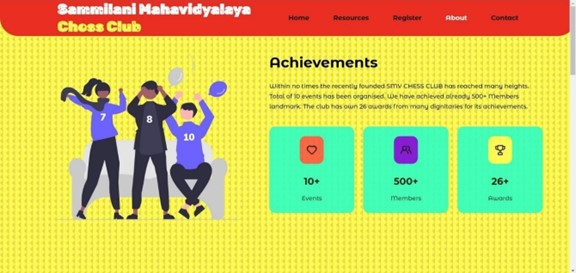 Sammilani Mahavidyalaya
Chess Club
Home Resources Register About Contact
Achievements
Within no times the recently founded SMV CHESS CLUB has reached many heights.
Total of 10 events has been organised. We have achieved already 500+ Members
landmark. The club has own 26 awards from many dignitaries for its achievements.
7
8
10
10+ 500+ 26+
Events Members Awards